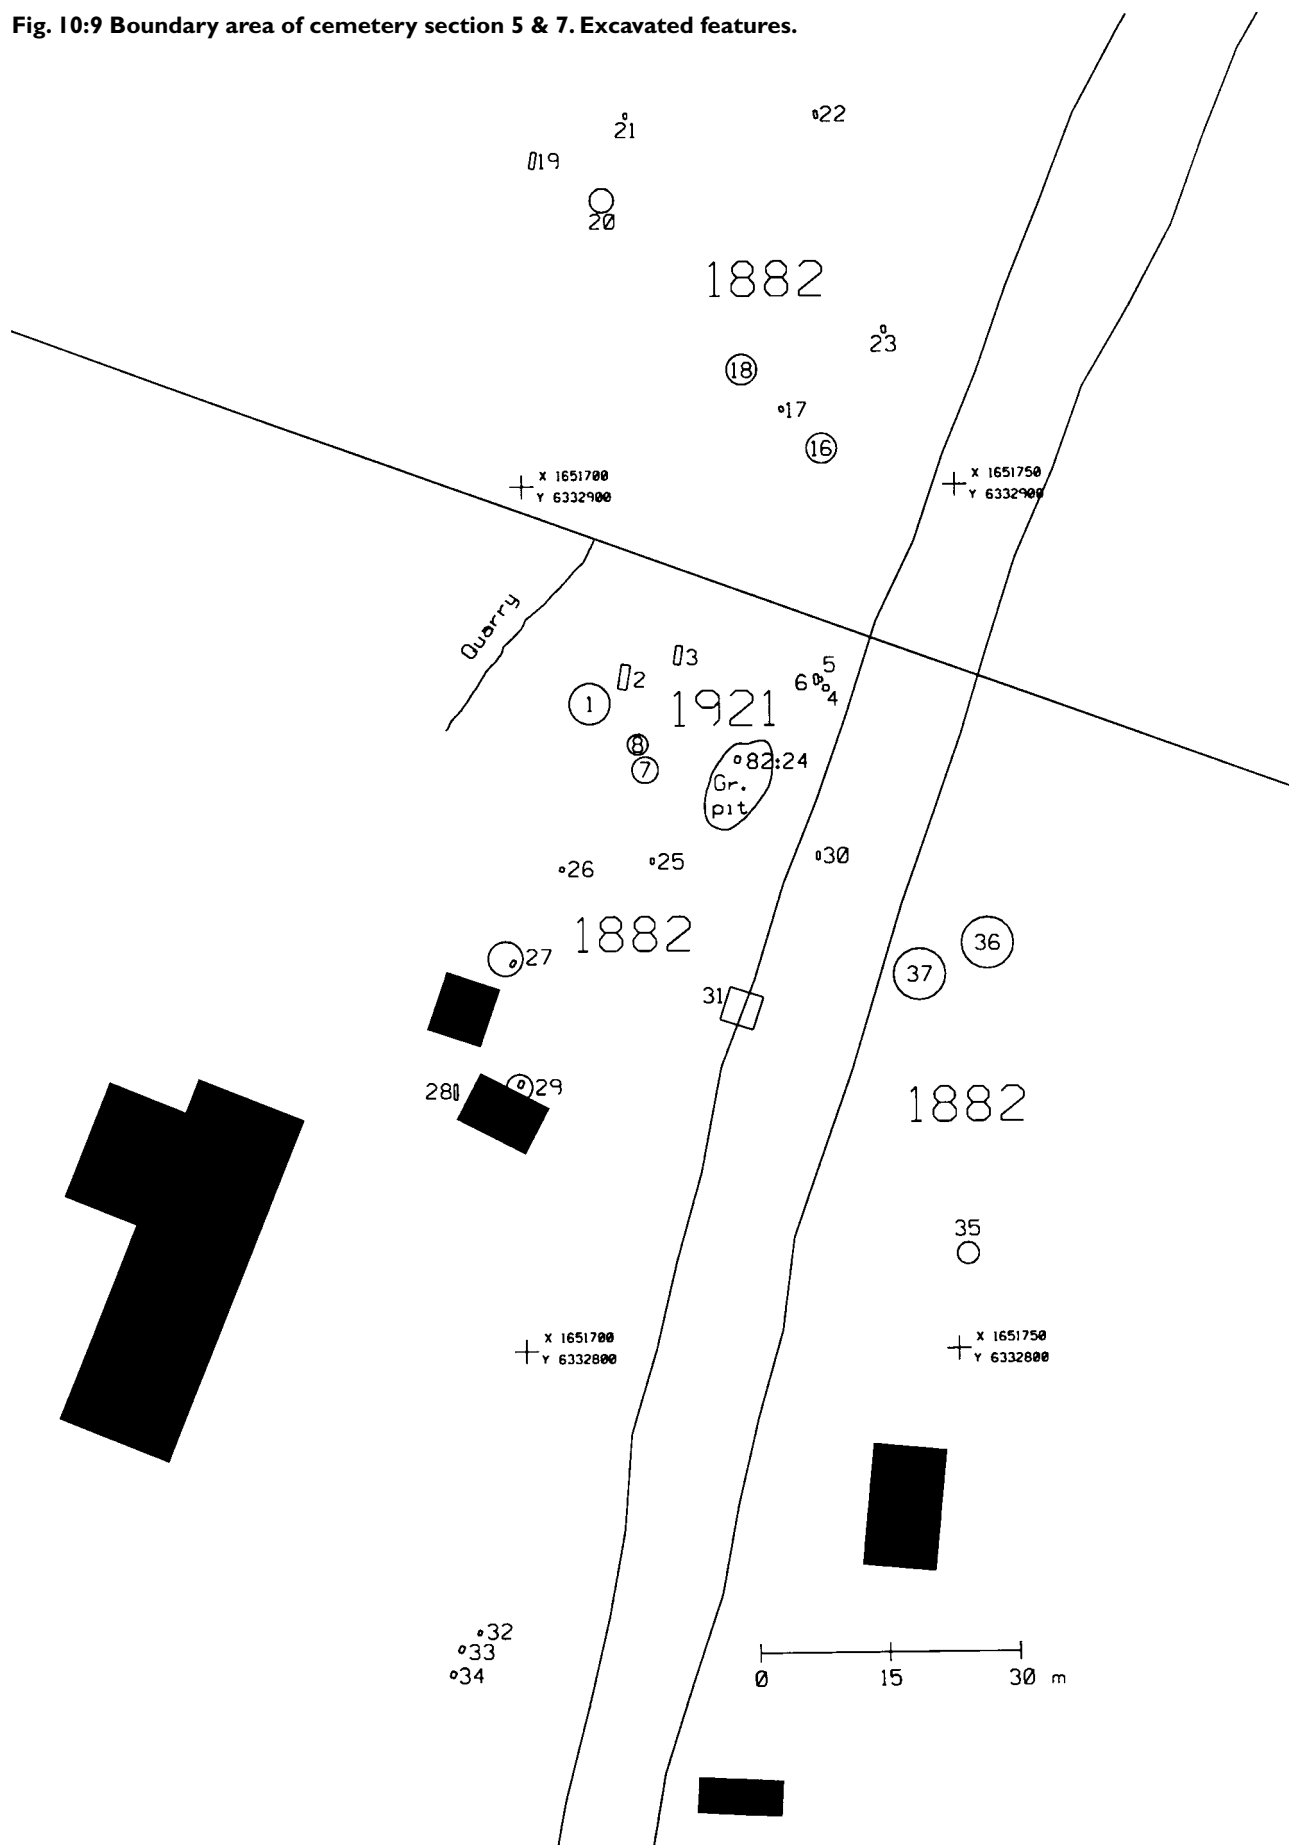 Fig. 10:9 Boundary area of cemetery section 5 & 7. Excavated features.
21
22
19
20
1882
23
18
17
16
X 1651700
Y 6332900
X 1651750
Y 6332900
Quarry
3
5
2
6
4
1
1921
8
7
82:24
Gr.
pit
30
25
26
1882
27
36
37
31
28
29
1882
35
X 1651700
Y 6332800
X 1651750
Y 6332800
32
33
34
0 15 30 m